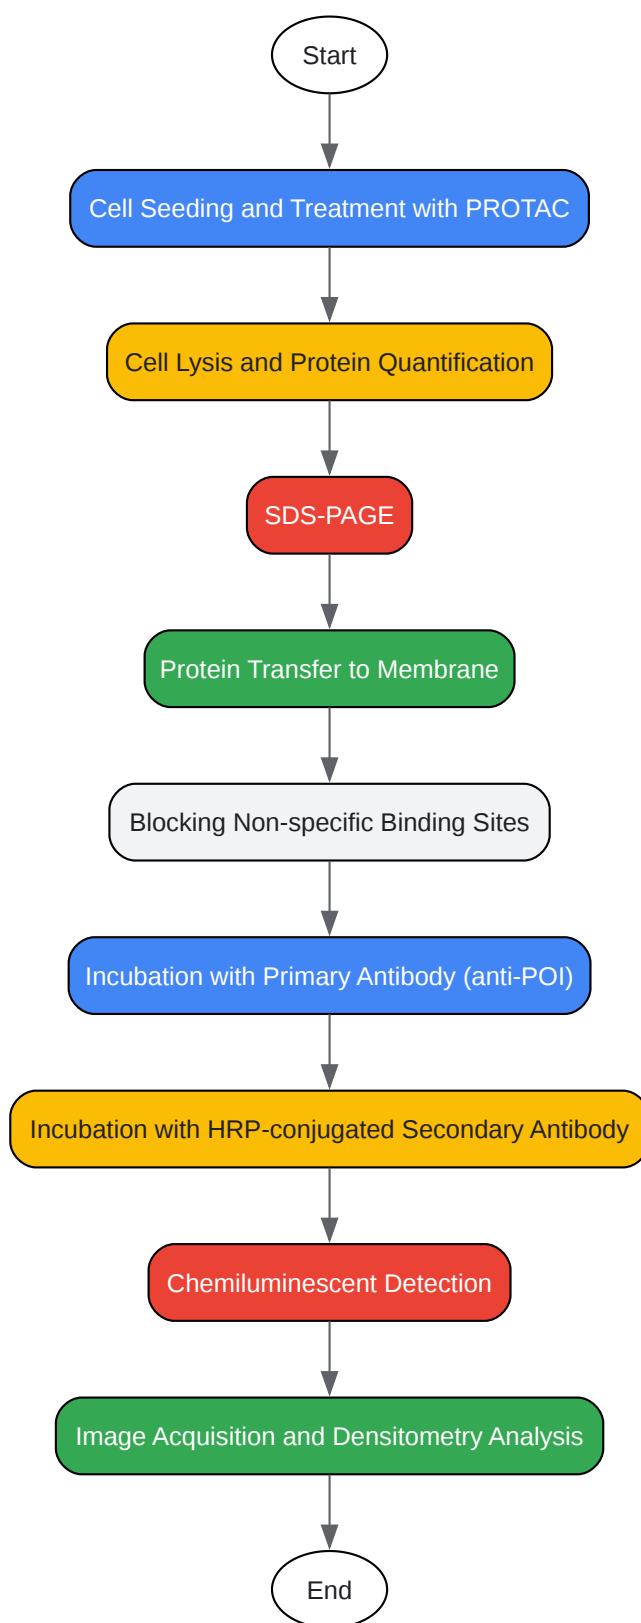 Start
Cell Seeding and Treatment with PROTAC
Cell Lysis and Protein Quantification
SDS-PAGE
Protein Transfer to Membrane
Blocking Non-specific Binding Sites
Incubation with Primary Antibody (anti-POI)
Incubation with HRP-conjugated Secondary Antibody
Chemiluminescent Detection
Image Acquisition and Densitometry Analysis
End